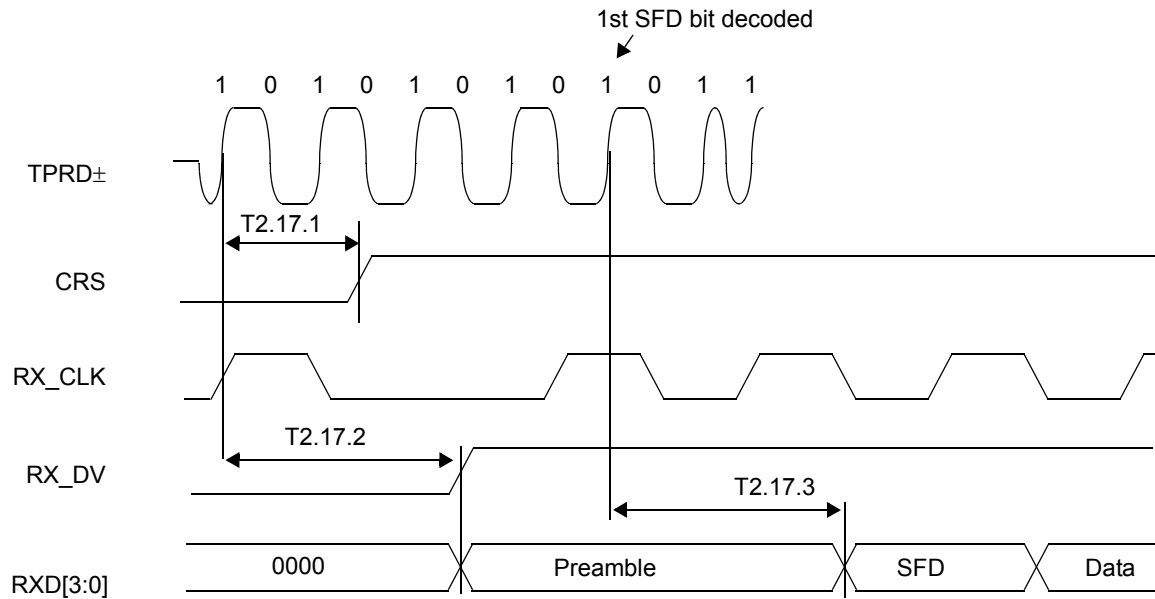 1st SFD bit decoded
1 0 1 0 1 0 1 0 1 0 1 1
TPRD±
T2.17.1
CRS
RX_CLK
T2.17.2
RX_DV
T2.17.3
RXD[3:0]
0000
Preamble
SFD
Data